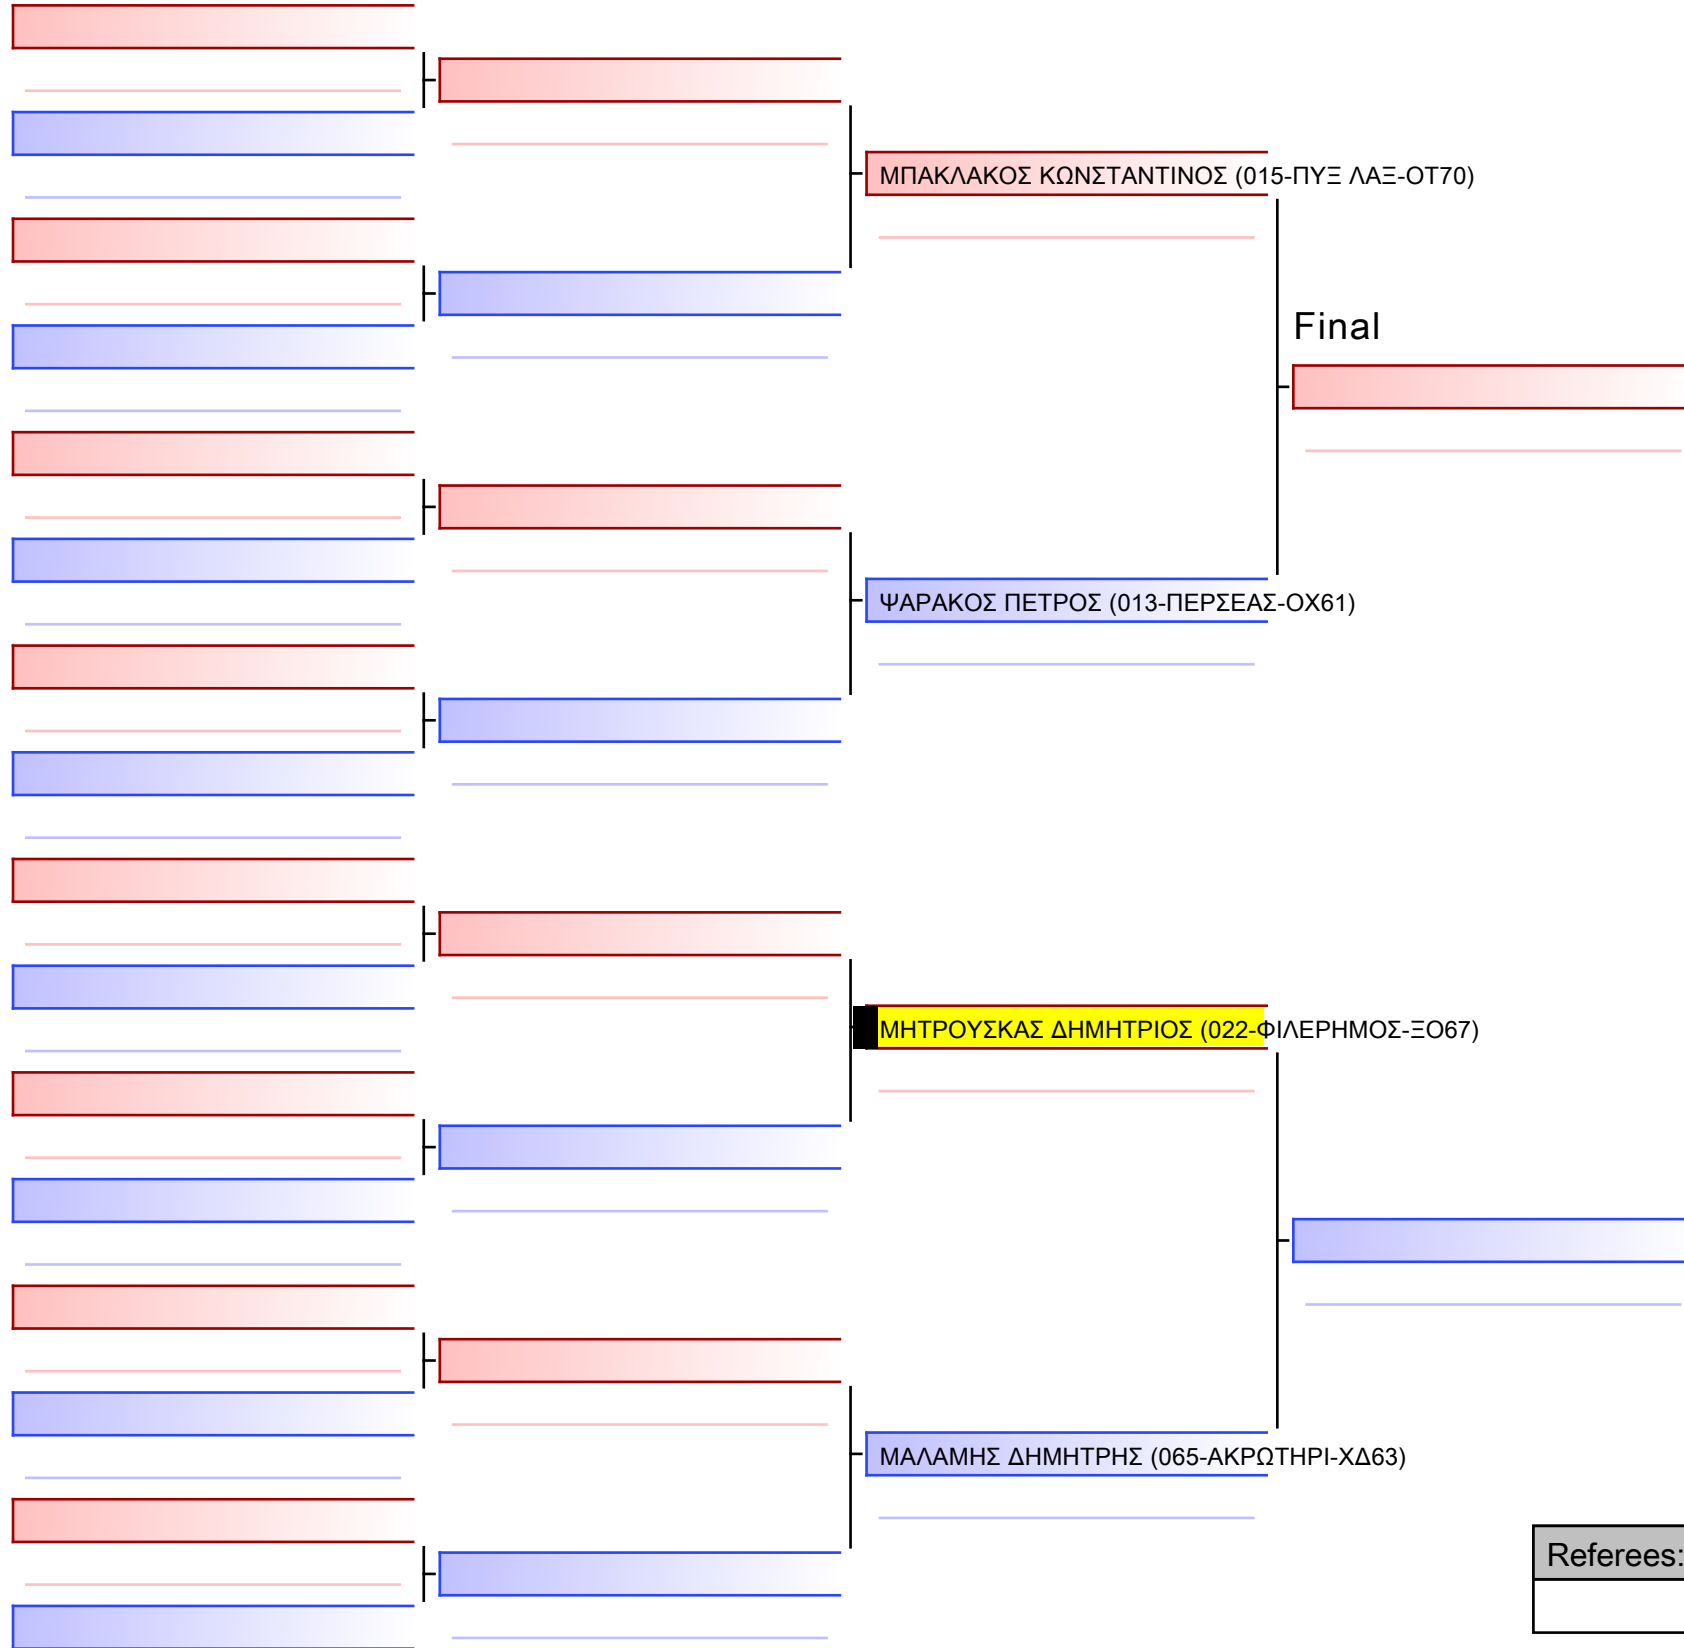 ΜΠΑΚΛΑΚΟΣ ΚΩΝΣΤΑΝΤΙΝΟΣ (015-ΠΥΞ ΛΑΞ-ΟΤ70)
Final
ΨΑΡΑΚΟΣ ΠΕΤΡΟΣ (013-ΠΕΡΣΕΑΣ-ΟΧ61)
ΜΗΤΡΟΥΣΚΑΣ ΔΗΜΗΤΡΙΟΣ (022-ΦΙΛΕΡΗΜΟΣ-ΞΟ67)
ΜΑΛΑΜΗΣ ΔΗΜΗΤΡΗΣ (065-ΑΚΡΩΤΗΡΙ-ΧΔ63)
Referees: